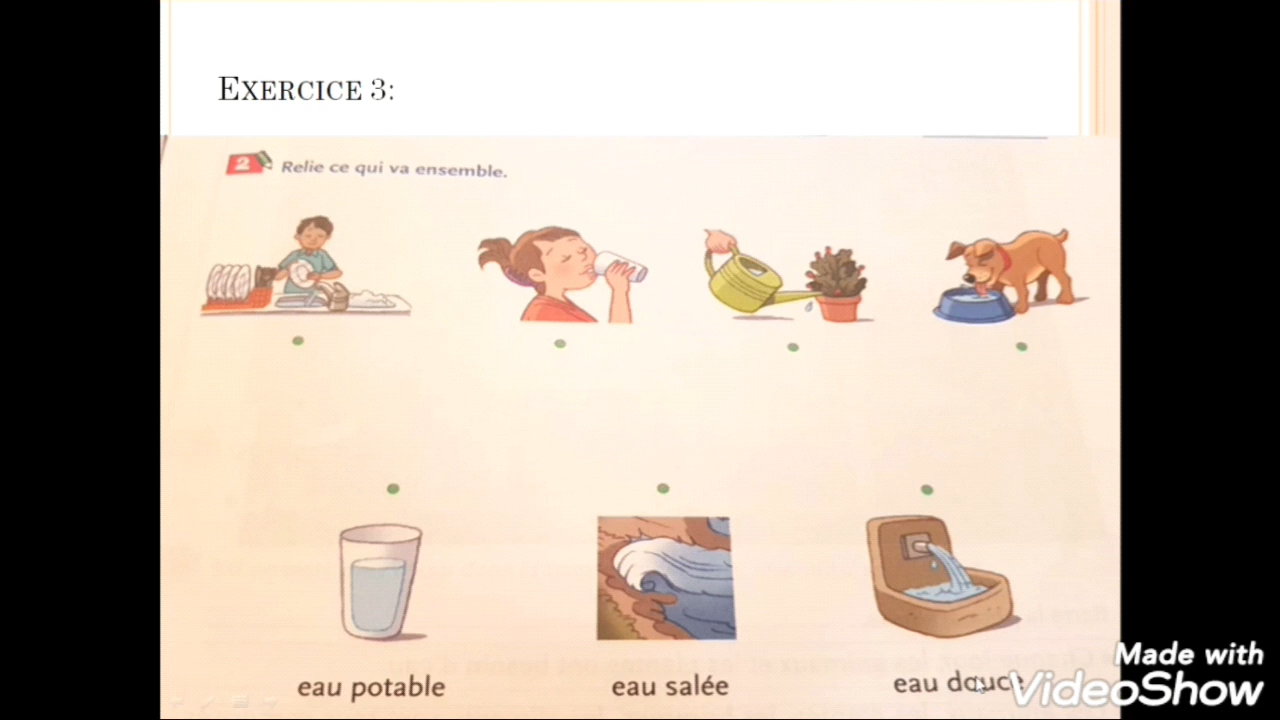 EXERCICE 3:
2 Relie ce qui va ensemble.
eau potable
eau salée
eau douce
Made with
VideoShow